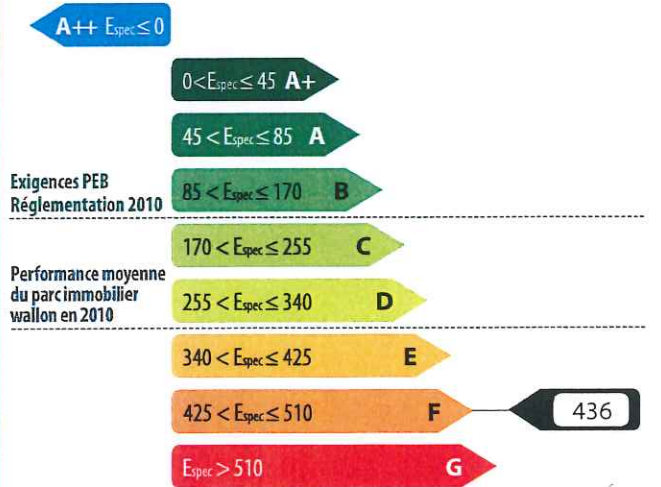 A++ Espec ≤ 0
0 < Espec ≤ 45 A+
45 < Espec ≤ 85 A
Exigences PEB
Réglementation 2010
85 < Espec ≤ 170 B
170 < Espec ≤ 255 C
Performance moyenne
du parc immobilier
wallon en 2010
255 < Espec ≤ 340 D
340 < Espec ≤ 425 E
425 < Espec ≤ 510 F 436
Espec > 510 G